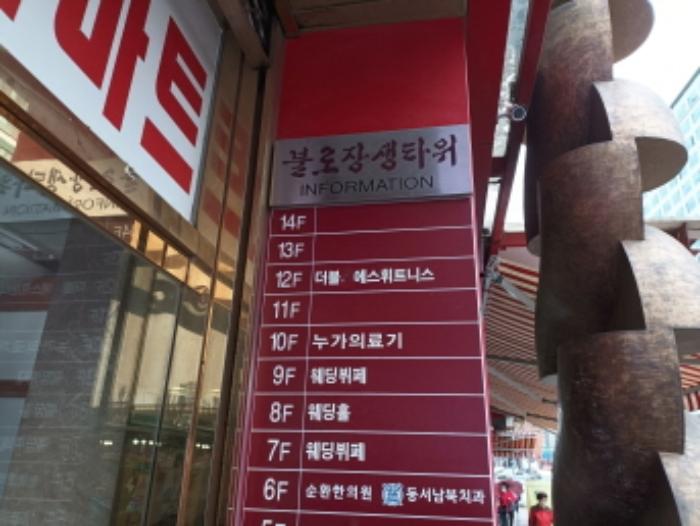 마트
불로장생타워
INFORMATION
14F
13F
12F 더블. 에스휘트니스
11F
10F 누가의료기
9F 웨딩뷔페
8F 웨딩홀
7F 웨딩뷔페
6F 순환한의원 동서남북치과